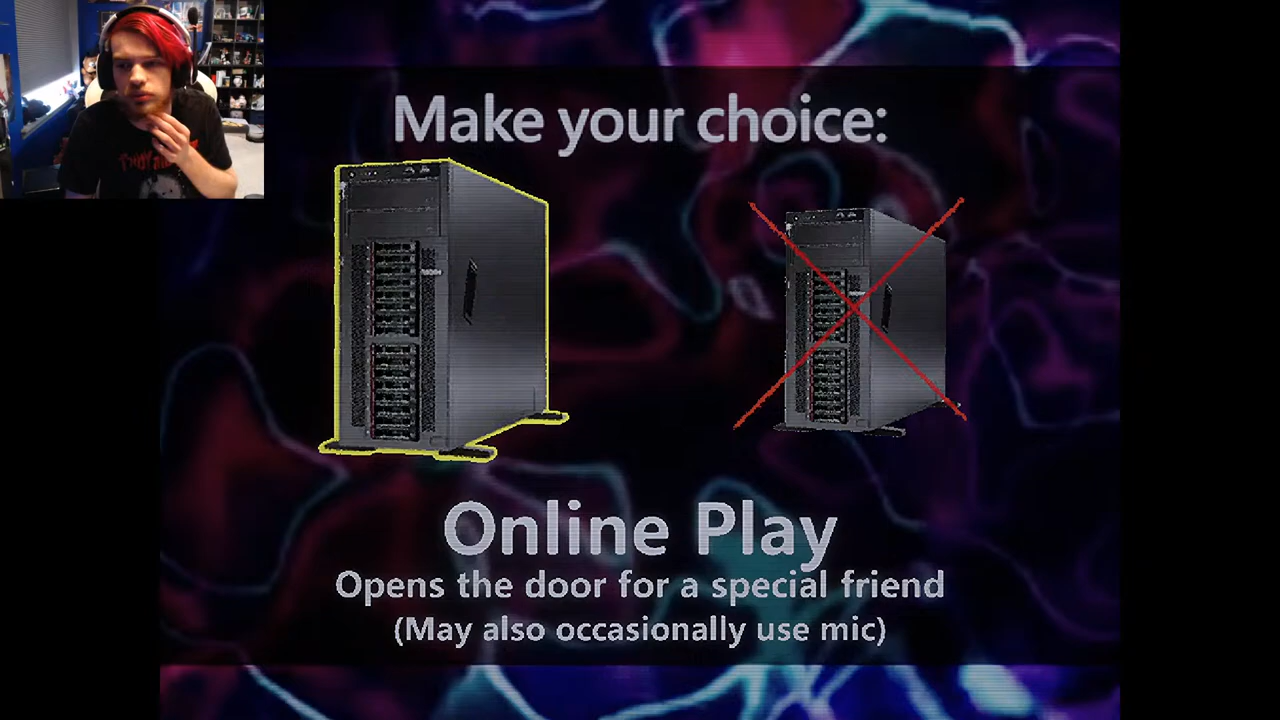 Make your choice:
Online Play
Opens the door for a special friend
(May also occasionally use mic)